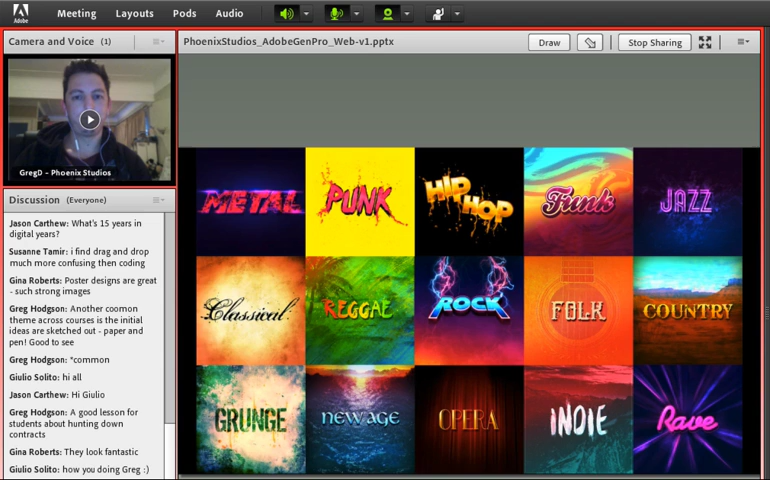 Adobe
Meeting Layouts Pods Audio
Camera and Voice (1)
GregD - Phoenix Studios
Discussion (Everyone)
Jason Carthew: What's 15 years in
digital years?
Susanne Tamir: i find drag and drop
much more confusing then coding
Gina Roberts: Poster designs are great
- such strong images
Greg Hodgson: Another coomon
theme across courses is the initial
ideas are sketched out - paper and
pen! Good to see
Greg Hodgson: *common
Giulio Solito: hi all
Jason Carthew: Hi Giulio
Greg Hodgson: A good lesson for
students about hunting down
contracts
Gina Roberts: They look fantastic
Giulio Solito: how you doing Greg :)
PhoenixStudios_AdobeGenPro_Web-v1.pptx
Draw Stop Sharing
METAL PUNK HIP HOP Funk JAZZ
Classical REGGAE ROCK FOLK COUNTRY
GRUNGE NEW AGE OPERA INDIE Rave